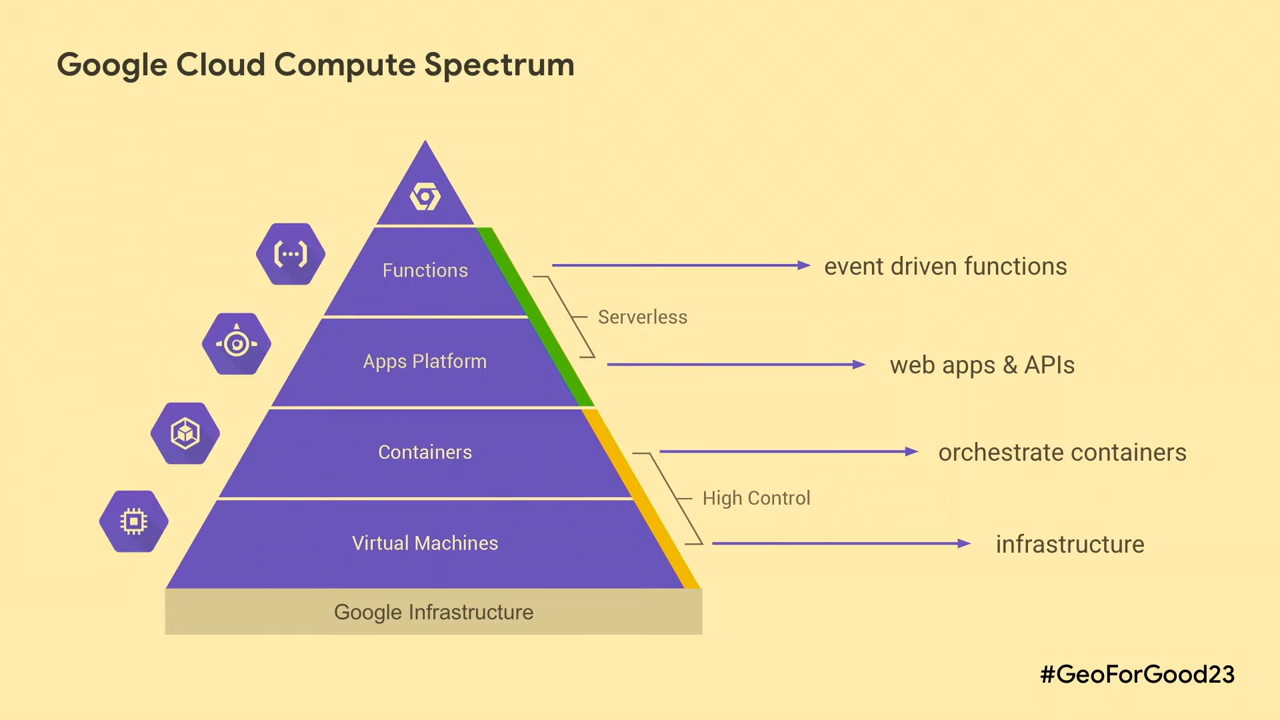 Google Cloud Compute Spectrum
Functions
event driven functions
Serverless
Apps Platform
web apps & APIs
Containers
orchestrate containers
High Control
Virtual Machines
infrastructure
Google Infrastructure
#GeoForGood23